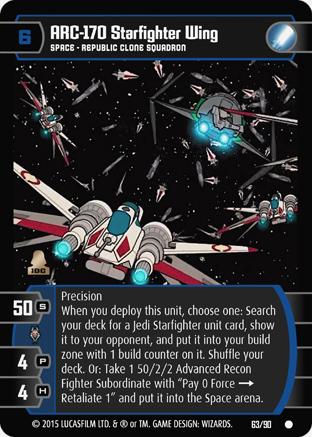 6
ARC-170 Starfighter Wing
SPACE - REPUBLIC CLONE SQUADRON
50 S
4 P
4 H
Precision
When you deploy this unit, choose one: Search
your deck for a Jedi Starfighter unit card, show
it to your opponent, and put it into your build
zone with 1 build counter on it. Shuffle your
deck. Or: Take 1 50/2/2 Advanced Recon
Fighter Subordinate with “Pay 0 Force →
Retaliate 1” and put it into the Space arena.
© 2015 LUCASFILM LTD. & ® or TM. GAME DESIGN: WIZARDS.
63/90